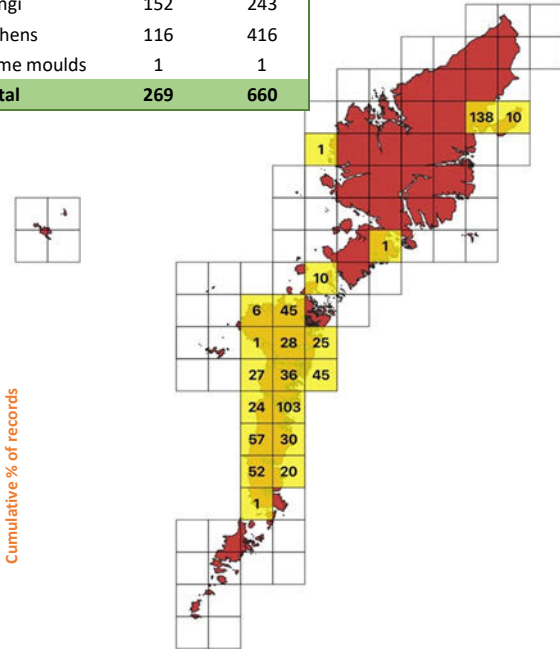 ngi 152 243
hens 116 416
me moulds 1 1
tal 269 660
138 10
1
1
10
6 45
1 28 25
27 36 45
24 103
57 30
52 20
1
Cumulative % of records